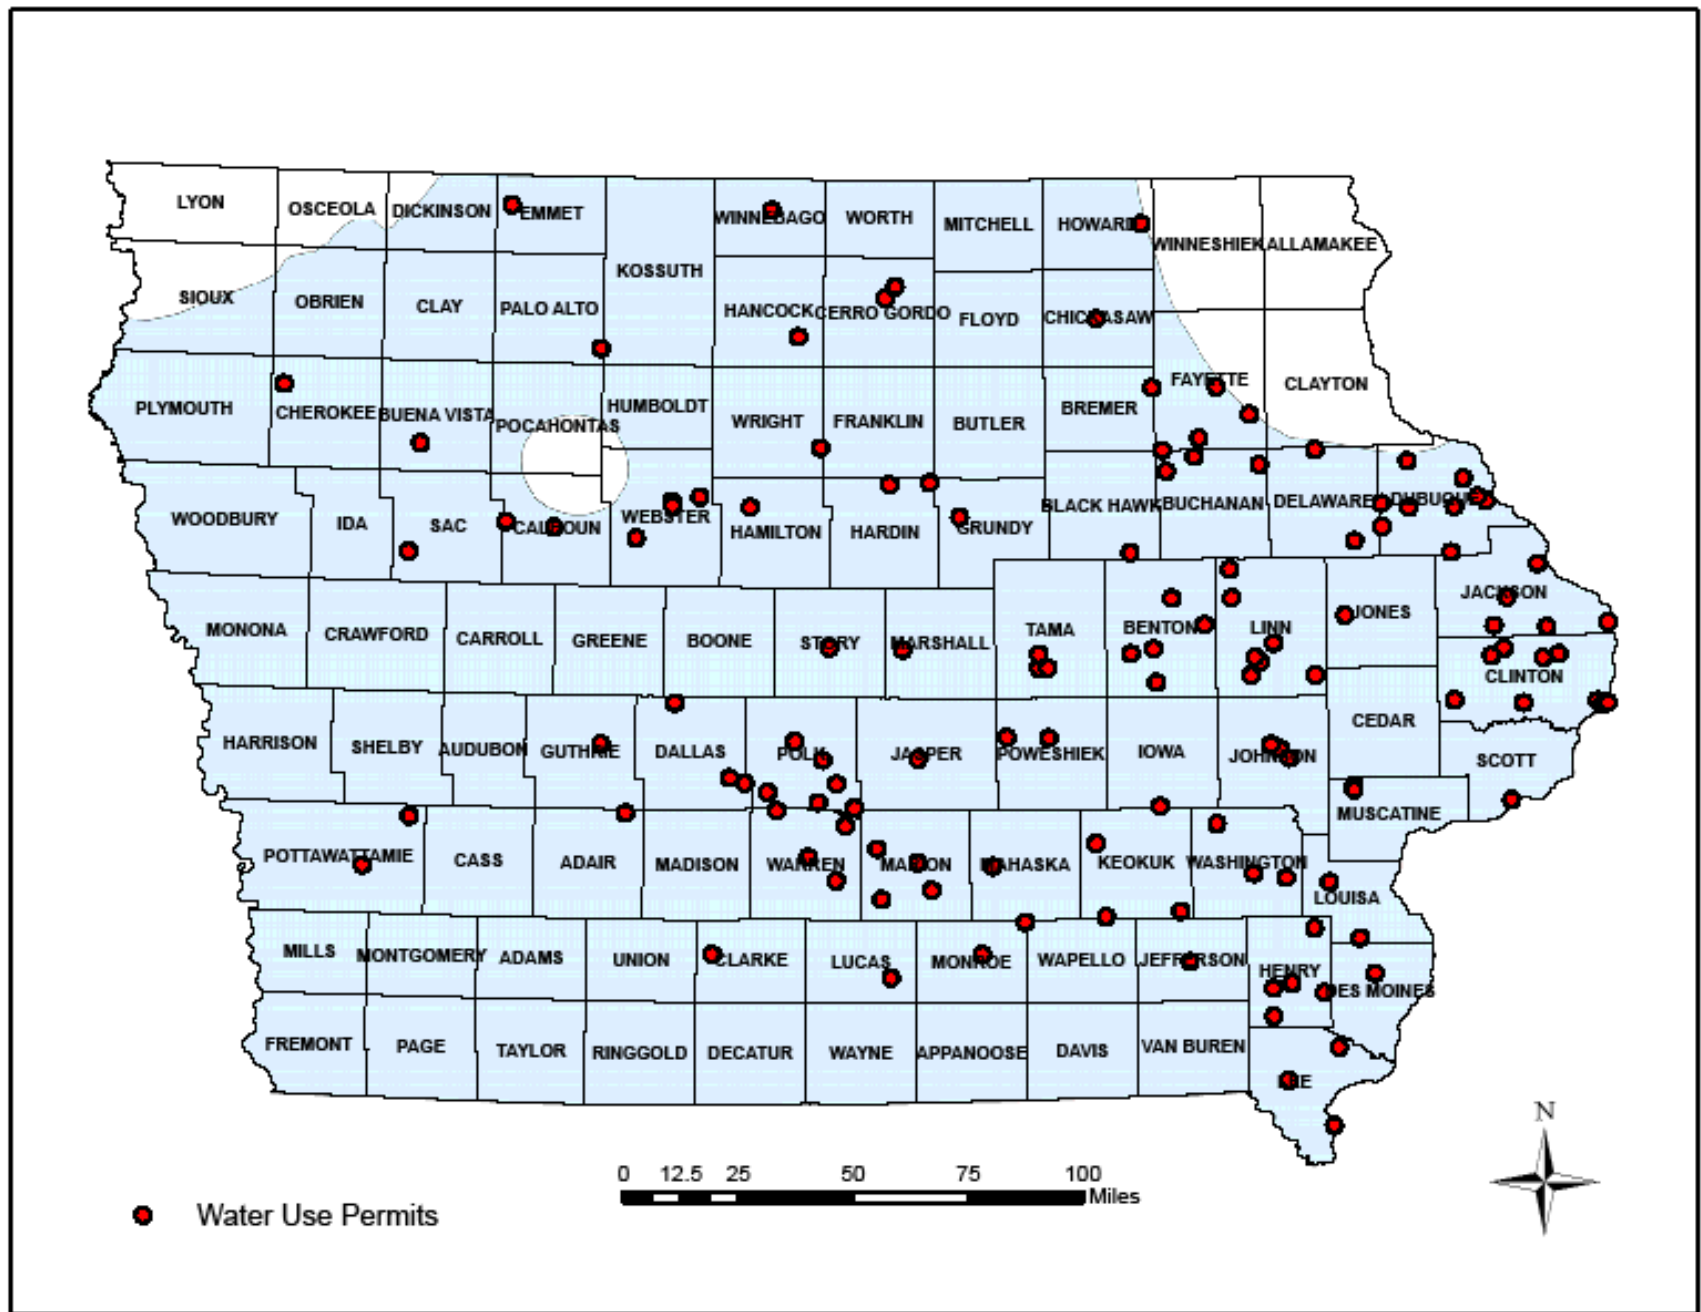 LYON OSCEOLA DICKINSON EMMET WINNEBAGO WORTH MITCHELL HOWARD WINNESHIEK ALLAMAKEE
SIOUX OBRIEN CLAY PALO ALTO KOSSUTH HANCOCK CERRO GORDO FLOYD CHICKASAW
PLYMOUTH CHEROKEE BUENA VISTA POCAHONTAS HUMBOLDT WRIGHT FRANKLIN BUTLER BREMER FAYETTE CLAYTON
WOODBURY IDA SAC CALHOUN WEBSTER HAMILTON HARDIN GRUNDY BLACK HAWK BUCHANAN DELAWARE DUBUQUE
MONONA CRAWFORD CARROLL GREENE BOONE STORY MARSHALL TAMA BENTON LINN JONES JACKSON
CLINTON
HARRISON SHELBY AUDUBON GUTHRIE DALLAS POLK JASPER POWESHIEK IOWA JOHNSON CEDAR SCOTT
MUSCATINE
POTTAWATTAMIE CASS ADAIR MADISON WARREN MARION MAHASKA KEOKUK WASHINGTON LOUISA
MILLS MONTGOMERY ADAMS UNION CLARKE LUCAS MONROE WAPELLO JEFFERSON HENRY DES MOINES
FREMONT PAGE TAYLOR RINGGOLD DECATUR WAYNE APPANOOSE DAVIS VAN BUREN LEE
N
0 12.5 25 50 75 100
Miles
Water Use Permits